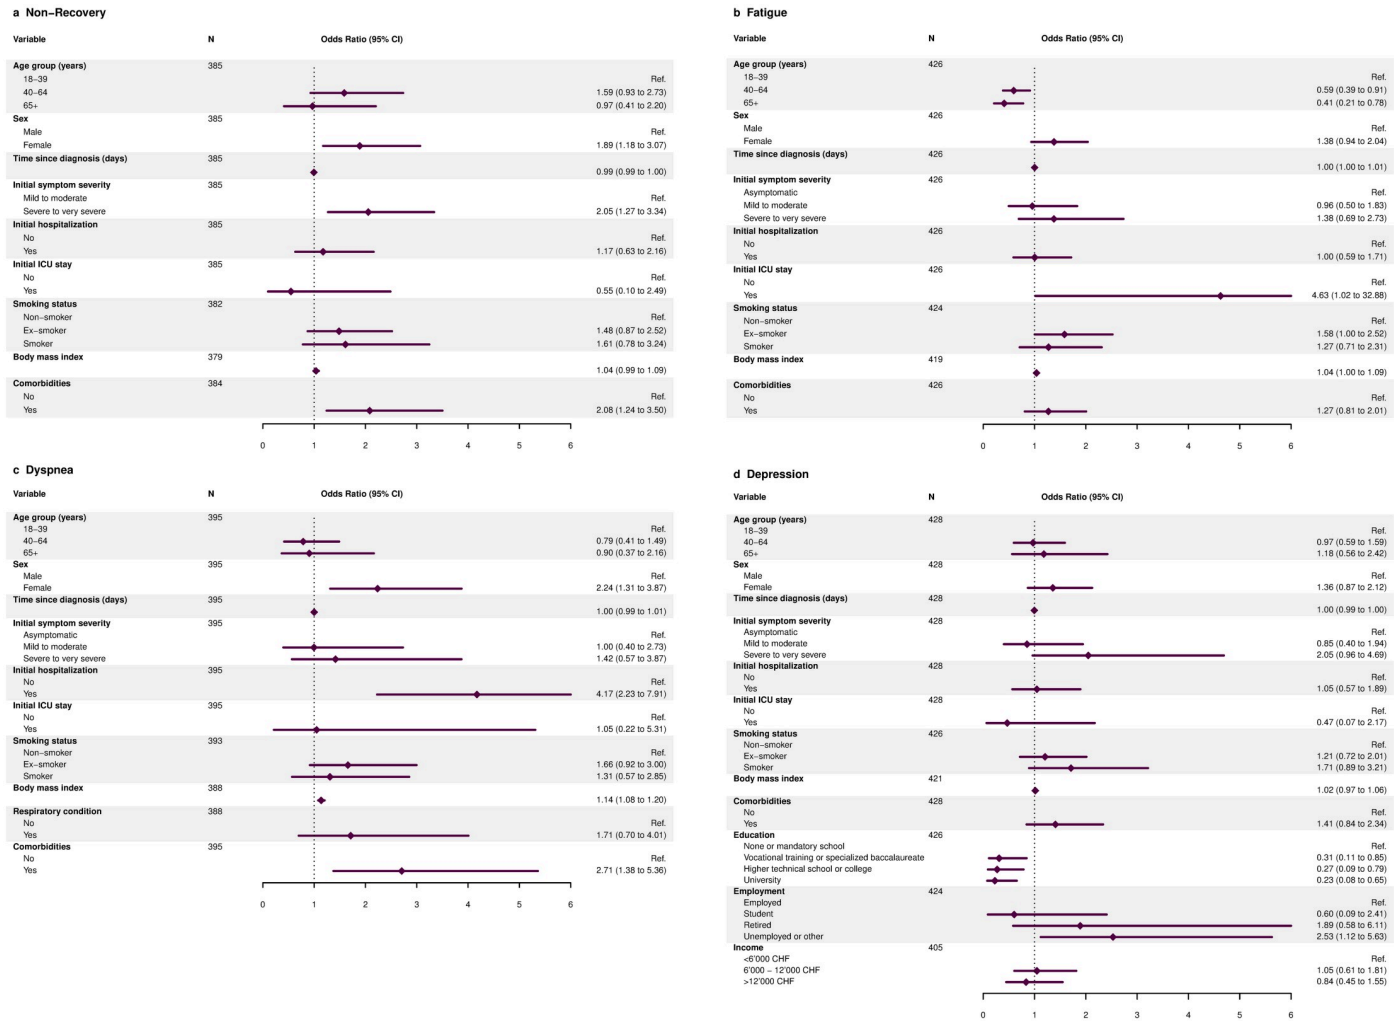 a Non−Recovery
Variable N Odds Ratio (95% CI)
Age group (years) 385
18−39 Ref.
40−64 1.59 (0.93 to 2.73)
65+ 0.97 (0.41 to 2.20)
Sex 385
Male Ref.
Female 1.89 (1.18 to 3.07)
Time since diagnosis (days) 385
0.99 (0.99 to 1.00)
Initial symptom severity 385
Mild to moderate Ref.
Severe to very severe 2.05 (1.27 to 3.34)
Initial hospitalization 385
No Ref.
Yes 1.17 (0.63 to 2.16)
Initial ICU stay 385
No Ref.
Yes 0.55 (0.10 to 2.49)
Smoking status 382
Non−smoker Ref.
Ex−smoker 1.48 (0.87 to 2.52)
Smoker 1.61 (0.78 to 3.24)
Body mass index 379
1.04 (0.99 to 1.09)
Comorbidities 384
No Ref.
Yes 2.08 (1.24 to 3.50)
0 1 2 3 4 5 6
b Fatigue
Variable N Odds Ratio (95% CI)
Age group (years) 426
18−39 Ref.
40−64 0.59 (0.39 to 0.91)
65+ 0.41 (0.21 to 0.78)
Sex 426
Male Ref.
Female 1.38 (0.94 to 2.04)
Time since diagnosis (days) 426
1.00 (1.00 to 1.01)
Initial symptom severity 426
Asymptomatic Ref.
Mild to moderate 0.96 (0.50 to 1.83)
Severe to very severe 1.38 (0.69 to 2.73)
Initial hospitalization 426
No Ref.
Yes 1.00 (0.59 to 1.71)
Initial ICU stay 426
No Ref.
Yes 4.63 (1.02 to 32.88)
Smoking status 424
Non−smoker Ref.
Ex−smoker 1.58 (1.00 to 2.52)
Smoker 1.27 (0.71 to 2.31)
Body mass index 419
1.04 (1.00 to 1.09)
Comorbidities 426
No Ref.
Yes 1.27 (0.81 to 2.01)
0 1 2 3 4 5 6
c Dyspnea
Variable N Odds Ratio (95% CI)
Age group (years) 395
18−39 Ref.
40−64 0.79 (0.41 to 1.49)
65+ 0.90 (0.37 to 2.16)
Sex 395
Male Ref.
Female 2.24 (1.31 to 3.87)
Time since diagnosis (days) 395
1.00 (0.99 to 1.01)
Initial symptom severity 395
Asymptomatic Ref.
Mild to moderate 1.00 (0.40 to 2.73)
Severe to very severe 1.42 (0.57 to 3.87)
Initial hospitalization 395
No Ref.
Yes 4.17 (2.23 to 7.91)
Initial ICU stay 395
No Ref.
Yes 1.05 (0.22 to 5.31)
Smoking status 393
Non−smoker Ref.
Ex−smoker 1.66 (0.92 to 3.00)
Smoker 1.31 (0.57 to 2.85)
Body mass index 388
1.14 (1.08 to 1.20)
Respiratory condition 388
No Ref.
Yes 1.71 (0.70 to 4.01)
Comorbidities 395
No Ref.
Yes 2.71 (1.38 to 5.36)
0 1 2 3 4 5 6
d Depression
Variable N Odds Ratio (95% CI)
Age group (years) 428
18−39 Ref.
40−64 0.97 (0.59 to 1.59)
65+ 1.18 (0.56 to 2.42)
Sex 428
Male Ref.
Female 1.36 (0.87 to 2.12)
Time since diagnosis (days) 428
1.00 (0.99 to 1.00)
Initial symptom severity 428
Asymptomatic Ref.
Mild to moderate 0.85 (0.40 to 1.94)
Severe to very severe 2.05 (0.96 to 4.69)
Initial hospitalization 428
No Ref.
Yes 1.05 (0.57 to 1.89)
Initial ICU stay 428
No Ref.
Yes 0.47 (0.07 to 2.17)
Smoking status 426
Non−smoker Ref.
Ex−smoker 1.21 (0.72 to 2.01)
Smoker 1.71 (0.89 to 3.21)
Body mass index 421
1.02 (0.97 to 1.06)
Comorbidities 428
No Ref.
Yes 1.41 (0.84 to 2.34)
Education 426
None or mandatory school Ref.
Vocational training or specialized baccalaureate 0.31 (0.11 to 0.85)
Higher technical school or college 0.27 (0.09 to 0.79)
University 0.23 (0.08 to 0.65)
Employment 424
Employed Ref.
Student 0.60 (0.09 to 2.41)
Retired 1.89 (0.58 to 6.11)
Unemployed or other 2.53 (1.12 to 5.63)
Income 405
<6'000 CHF Ref.
6'000 − 12'000 CHF 1.05 (0.61 to 1.81)
>12'000 CHF 0.84 (0.45 to 1.55)
0 1 2 3 4 5 6